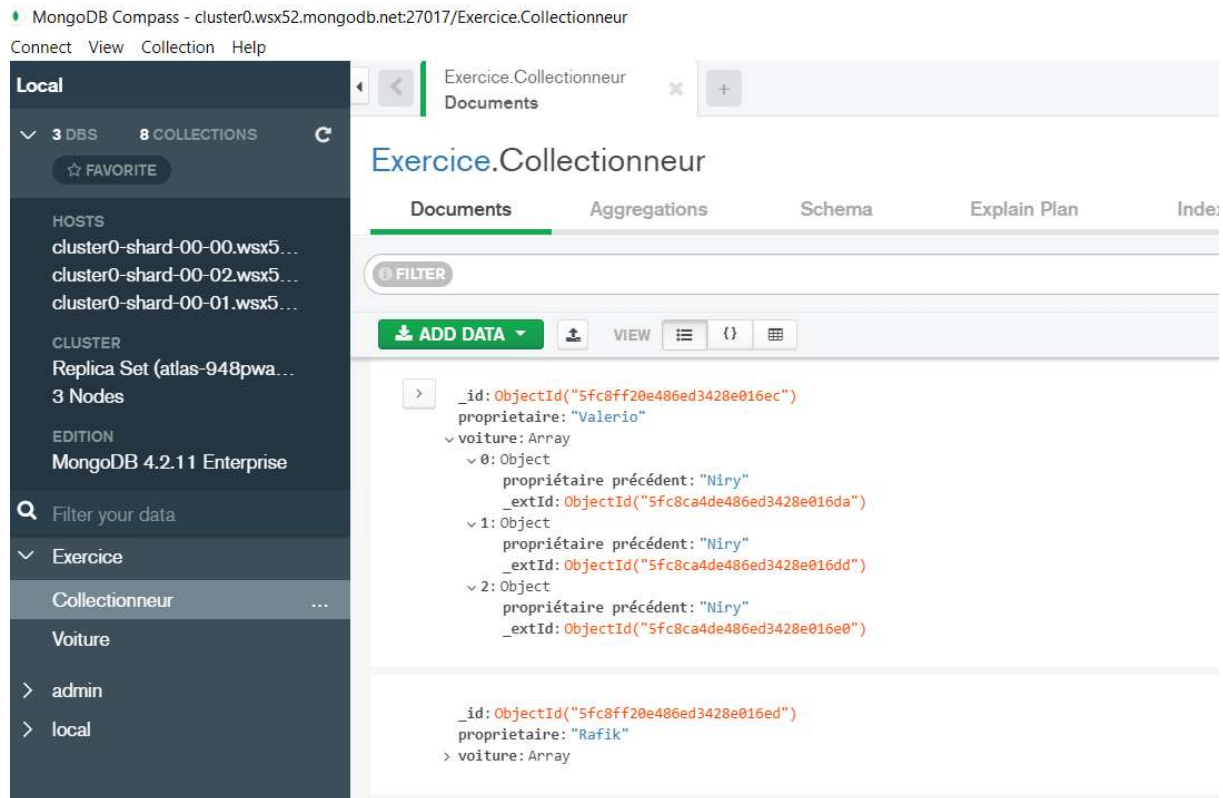 MongoDB Compass - cluster0.wsx52.mongodb.net:27017/Exercice.Collectionneur
Connect View Collection Help
Local
3 DBS 8 COLLECTIONS
FAVORITE
HOSTS
cluster0-shard-00-00.wsx5...
cluster0-shard-00-02.wsx5...
cluster0-shard-00-01.wsx5...
CLUSTER
Replica Set (atlas-948pwa...
3 Nodes
EDITION
MongoDB 4.2.11 Enterprise
Filter your data
Exercice
Collectionneur ...
Voiture
admin
local
Exercice.Collectionneur
Documents
Exercice.Collectionneur
Documents Aggregations Schema Explain Plan
FILTER
ADD DATA VIEW {}
_id: ObjectId("5fc8ff20e486ed3428e016ec")
proprietaire: "Valerio"
voiture: Array
0: Object
propriétaire précédent: "Niry"
_extId: ObjectId("5fc8ca4de486ed3428e016da")
1: Object
propriétaire précédent: "Niry"
_extId: ObjectId("5fc8ca4de486ed3428e016dd")
2: Object
propriétaire précédent: "Niry"
_extId: ObjectId("5fc8ca4de486ed3428e016e0")
_id: ObjectId("5fc8ff20e486ed3428e016ed")
proprietaire: "Rafik"
voiture: Array